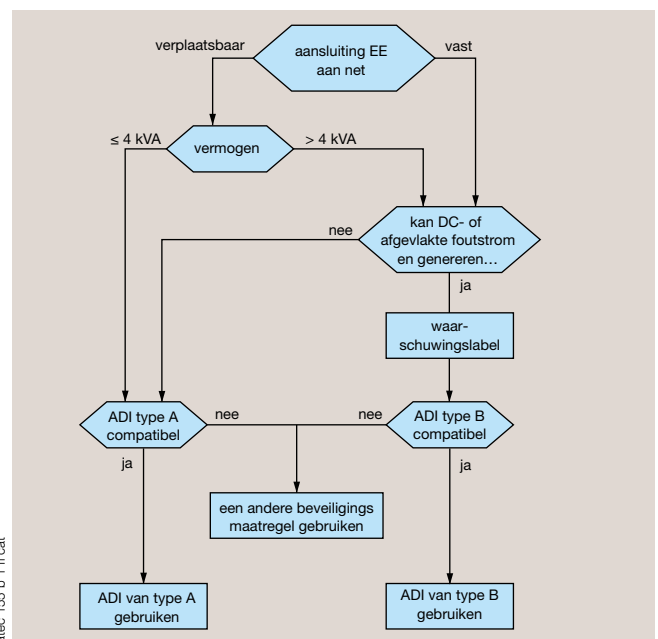 verplaatsbaar
aansluiting EE
aan net
vast
≤ 4 kVA
vermogen
> 4 kVA
nee
kan DC- of
afgevlakte foutstrom
en genereren...
ja
waar-
schuwingslabel
ADI type A
compatibel
nee
nee
ADI type B
compatibel
ja
ja
een andere beveiligings
maatregel gebruiken
ADI van type A
gebruiken
ADI van type B
gebruiken